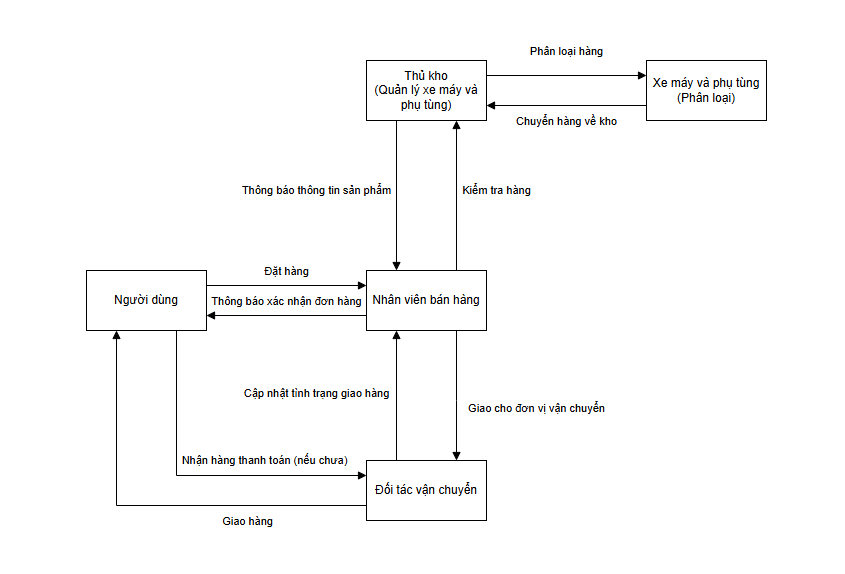 Phân loại hàng
Thủ kho
(Quản lý xe máy và
phụ tùng)
Xe máy và phụ tùng
(Phân loại)
Chuyển hàng về kho
Thông báo thông tin sản phẩm
Kiểm tra hàng
Đặt hàng
Người dùng
Thông báo xác nhận đơn hàng
Nhân viên bán hàng
Cập nhật tình trạng giao hàng
Giao cho đơn vị vận chuyển
Nhận hàng thanh toán (nếu chưa)
Đối tác vận chuyển
Giao hàng